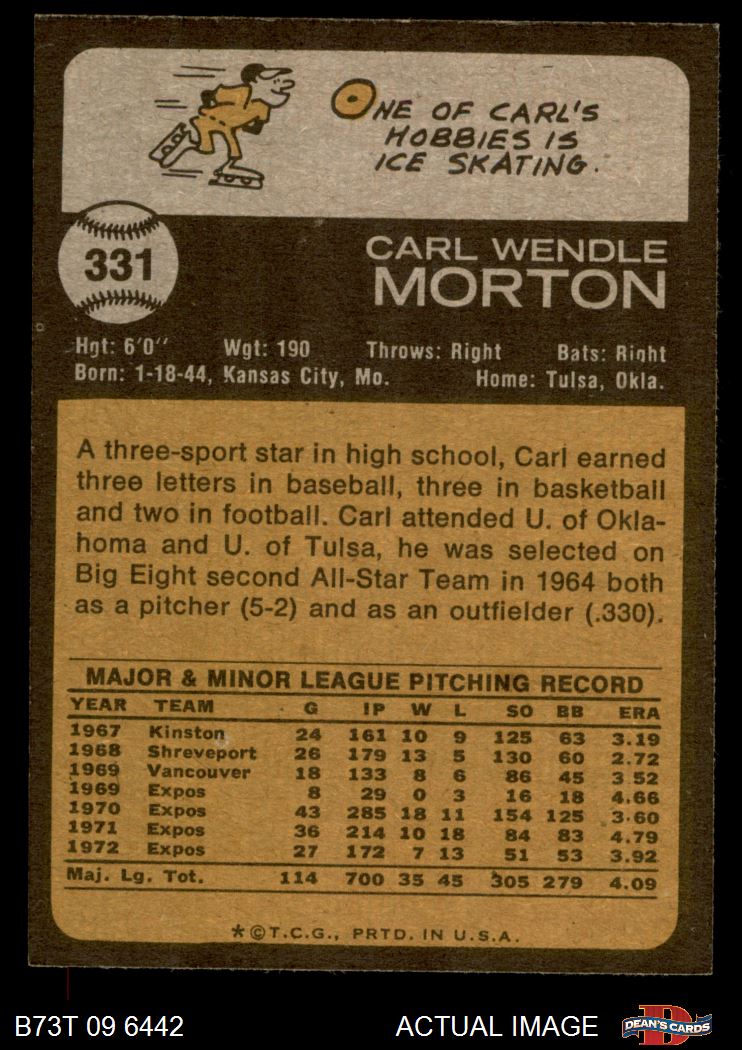 ONE OF CARL'S
HOBBIES IS
ICE SKATING.
331
CARL WENDLE
MORTON
Hgt: 6'0" Wgt: 190 Throws: Right Bats: Right
Born: 1-18-44, Kansas City, Mo. Home: Tulsa, Okla.
A three-sport star in high school, Carl earned
three letters in baseball, three in basketball
and two in football. Carl attended U. of Okla-
homa and U. of Tulsa, he was selected on
Big Eight second All-Star Team in 1964 both
as a pitcher (5-2) and as an outfielder (.330).
MAJOR & MINOR LEAGUE PITCHING RECORD
YEAR TEAM G IP W L SO BB ERA
1967 Kinston 24 161 10 9 125 63 3.19
1968 Shreveport 26 179 13 5 130 60 2.72
1969 Vancouver 18 133 8 6 86 45 3 52
1969 Expos 8 29 0 3 16 18 4.66
1970 Expos 43 285 18 11 154 125 3.60
1971 Expos 36 214 10 18 84 83 4.79
1972 Expos 27 172 7 13 51 53 3.92
Maj. Lg. Tot. 114 700 35 45 305 279 4.09
*©T.C.G., PRTD. IN U.S.A.
B73T 09 6442 ACTUAL IMAGE
D
DEAN'S CARDS